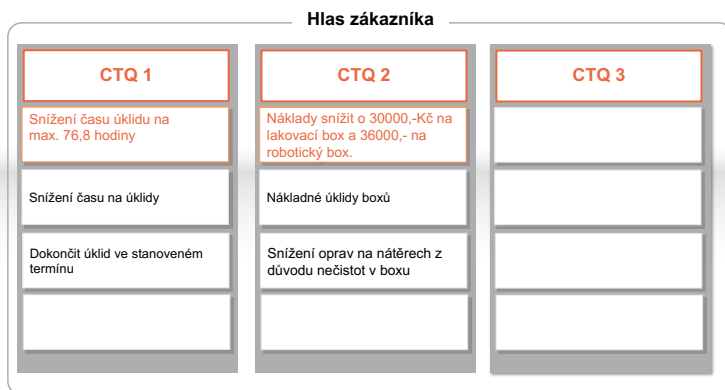 Hlas zákazníka
CTQ 1
Snížení času úklidu na
max. 76,8 hodiny
Snížení času na úklidy
Dokončit úklid ve stanoveném
termínu
CTQ 2
Náklady snížit o 30000,-Kč na
lakovací box a 36000,- na
robotický box.
Nákladné úklidy boxů
Snížení oprav na nátěrech z
důvodu nečistot v boxu
CTQ 3